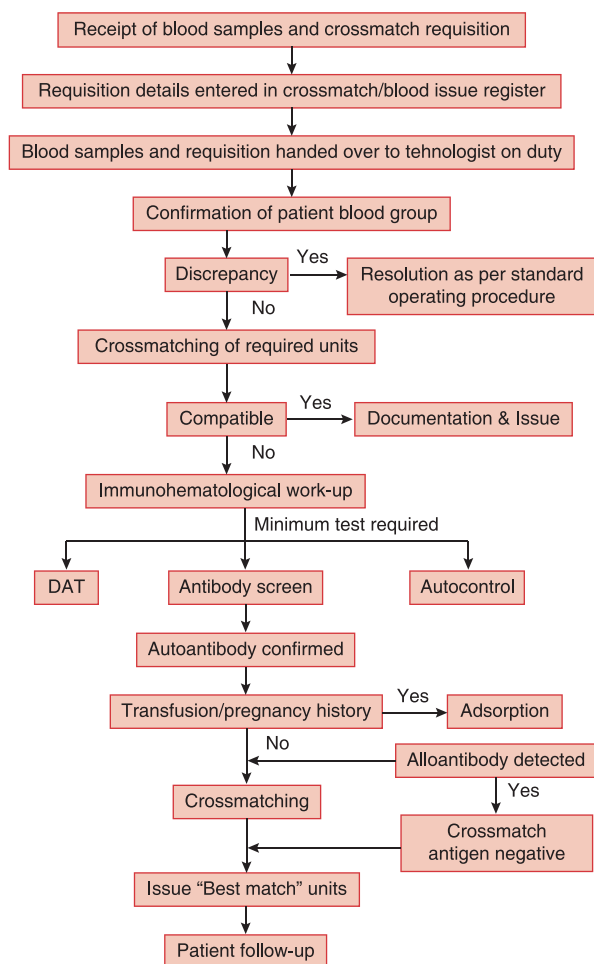 Receipt of blood samples and crossmatch requisition
Requisition details entered in crossmatch/blood issue register
Blood samples and requisition handed over to tehnologist on duty
Confirmation of patient blood group
Discrepancy
Yes
Resolution as per standard
operating procedure
No
Crossmatching of required units
Compatible
Yes
Documentation & Issue
No
Immunohematological work-up
Minimum test required
DAT
Antibody screen
Autocontrol
Autoantibody confirmed
Transfusion/pregnancy history
Yes
Adsorption
No
Alloantibody detected
Yes
Crossmatching
Crossmatch
antigen negative
Issue “Best match” units
Patient follow-up